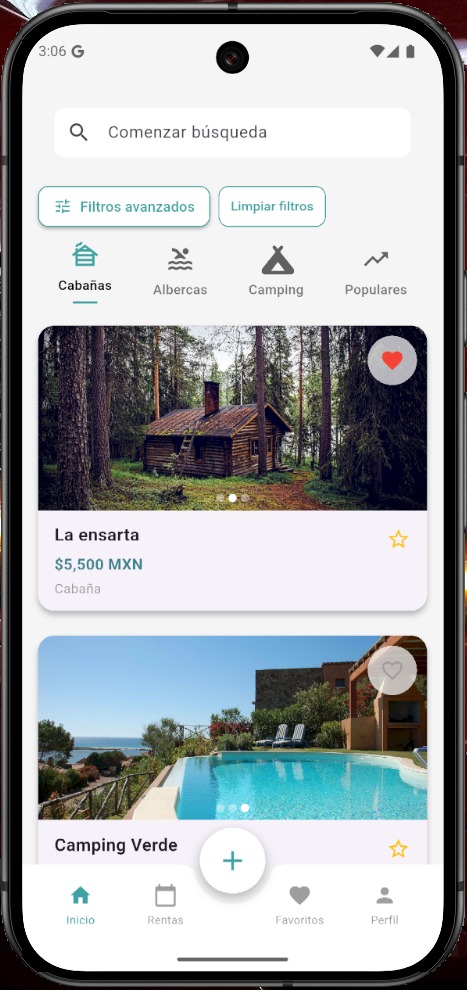 3:06 G
Comenzar búsqueda
Filtros avanzados Limpiar filtros
Cabañas Albercas Camping Populares
La ensarta
$5,500 MXN
Cabaña
Camping Verde
Inicio Rentas Favoritos Perfil